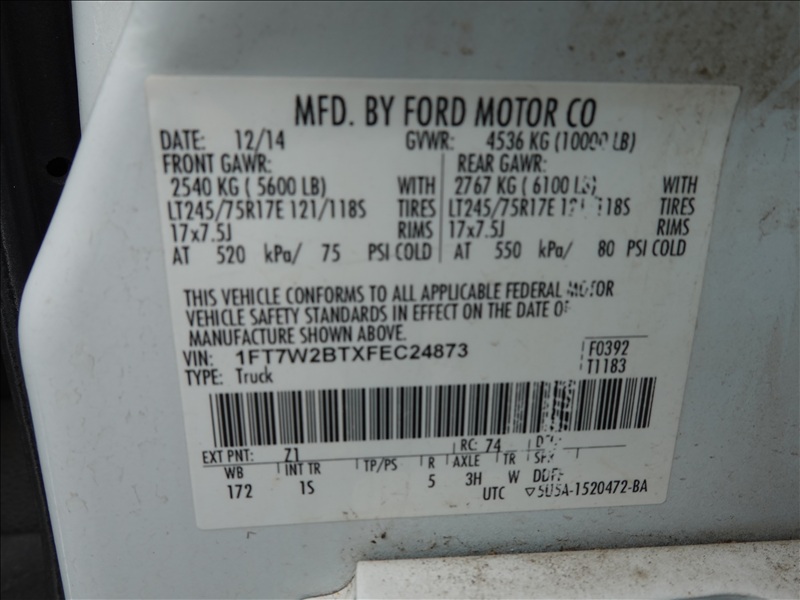 MFD. BY FORD MOTOR CO
DATE: 12/14 GVWR: 4536 KG (10000 LB)
FRONT GAWR: REAR GAWR:
2540 KG ( 5600 LB) WITH 2767 KG ( 6100 LB) WITH
LT245/75R17E 121/118S TIRES LT245/75R17E 118S TIRES
17x7.5J RIMS 17x7.5J RIMS
AT 520 kPa/ 75 PSI COLD AT 550 kPa/ 80 PSI COLD
THIS VEHICLE CONFORMS TO ALL APPLICABLE FEDERAL MOTOR
VEHICLE SAFETY STANDARDS IN EFFECT ON THE DATE OF
MANUFACTURE SHOWN ABOVE.
VIN: 1FT7W2BTXFEC24873 F0392
TYPE: Truck T1183
EXT PNT: Z1 RC: 74
WB INT TR TP/PS R AXLE TR
172 1S 5 3H W
UTC ▽5U5A-1520472-BA